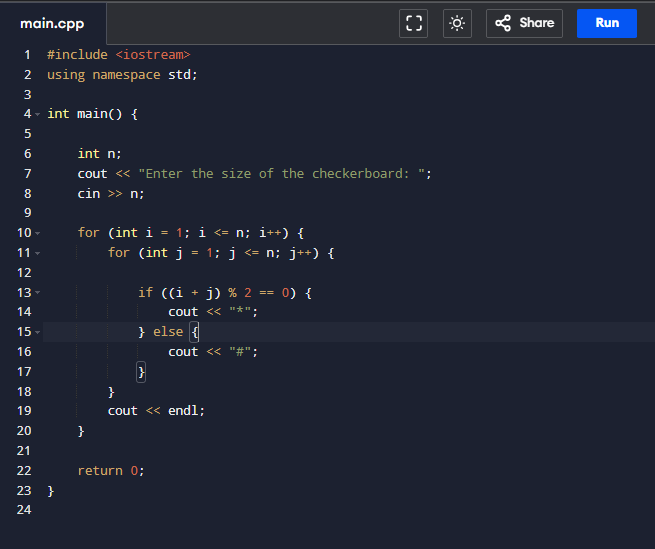 main.cpp Share Run
1 #include <iostream>
2 using namespace std;
3
4 int main() {
5
6     int n;
7     cout << "Enter the size of the checkerboard: ";
8     cin >> n;
9
10     for (int i = 1; i <= n; i++) {
11         for (int j = 1; j <= n; j++) {
12
13             if ((i + j) % 2 == 0) {
14                 cout << "*";
15             } else {
16                 cout << "#";
17             }
18         }
19         cout << endl;
20     }
21
22     return 0;
23 }
24